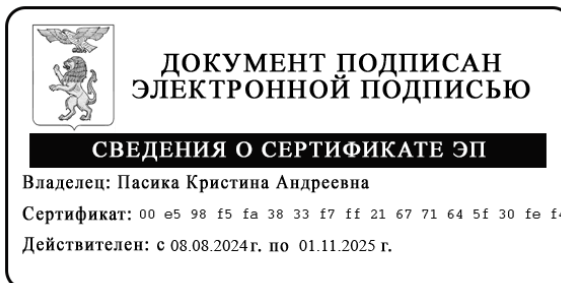 ДОКУМЕНТ ПОДПИСАН
ЭЛЕКТРОННОЙ ПОДПИСЬЮ
СВЕДЕНИЯ О СЕРТИФИКАТЕ ЭП
Владелец: Пасика Кристина Андреевна
Сертификат: 00 e5 98 f5 fa 38 33 f7 ff 21 67 71 64 5f 30 fe f4
Действителен: с 08.08.2024 г. по 01.11.2025 г.